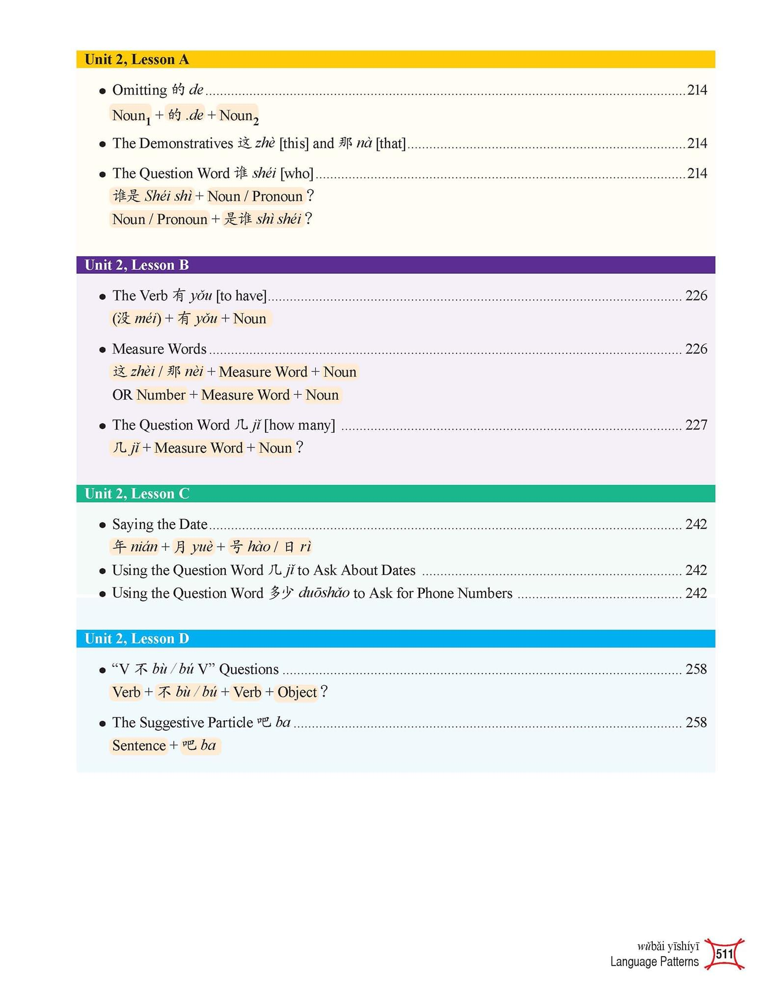 Unit 2, Lesson A
● Omitting 的 de........................................214
Noun₁ + 的 .de + Noun₂
● The Demonstratives 这 zhè [this] and 那 nà [that]........................................214
● The Question Word 谁 shéi [who]........................................214
谁是 Shéi shì + Noun / Pronoun？
Noun / Pronoun + 是谁 shì shéi？
Unit 2, Lesson B
● The Verb 有 yǒu [to have]........................................ 226
(没 méi) + 有 yǒu + Noun
● Measure Words........................................ 226
这 zhèi / 那 nèi + Measure Word + Noun
OR Number + Measure Word + Noun
● The Question Word 几 jǐ [how many] ........................................ 227
几 jǐ + Measure Word + Noun？
Unit 2, Lesson C
● Saying the Date........................................ 242
年 nián + 月 yuè + 号 hào / 日 rì
● Using the Question Word 几 jǐ to Ask About Dates ........................................ 242
● Using the Question Word 多少 duōshǎo to Ask for Phone Numbers ........................................ 242
Unit 2, Lesson D
● “V 不 bù / bú V” Questions ........................................ 258
Verb + 不 bù / bú + Verb + Object？
● The Suggestive Particle 吧 ba........................................ 258
Sentence + 吧 ba
wǔbǎi yīshíyī
Language Patterns
511